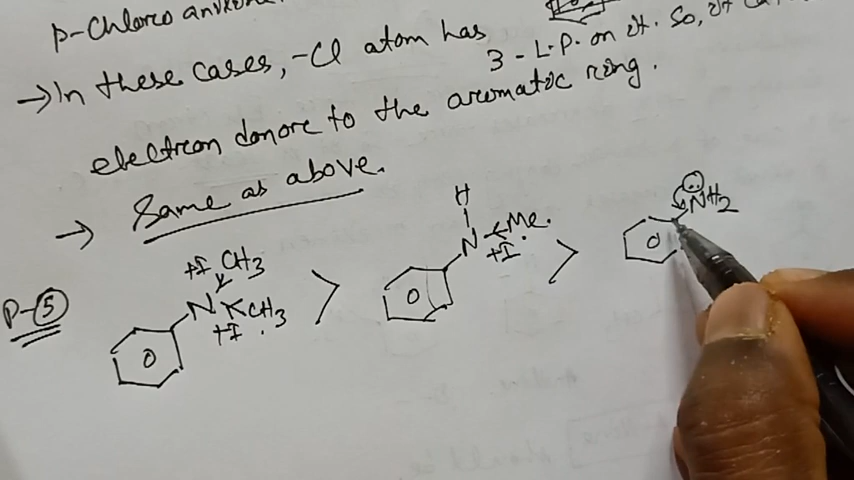 p-Chloro
→ In these cases, -Cl atom has
3 - L.P. on it. So, it
electron donore to the aromatic ring.
→ Same as above.
P-5
+I CH3
N KCH3
+I .
>
H
N <Me.
+I .
>
NH2